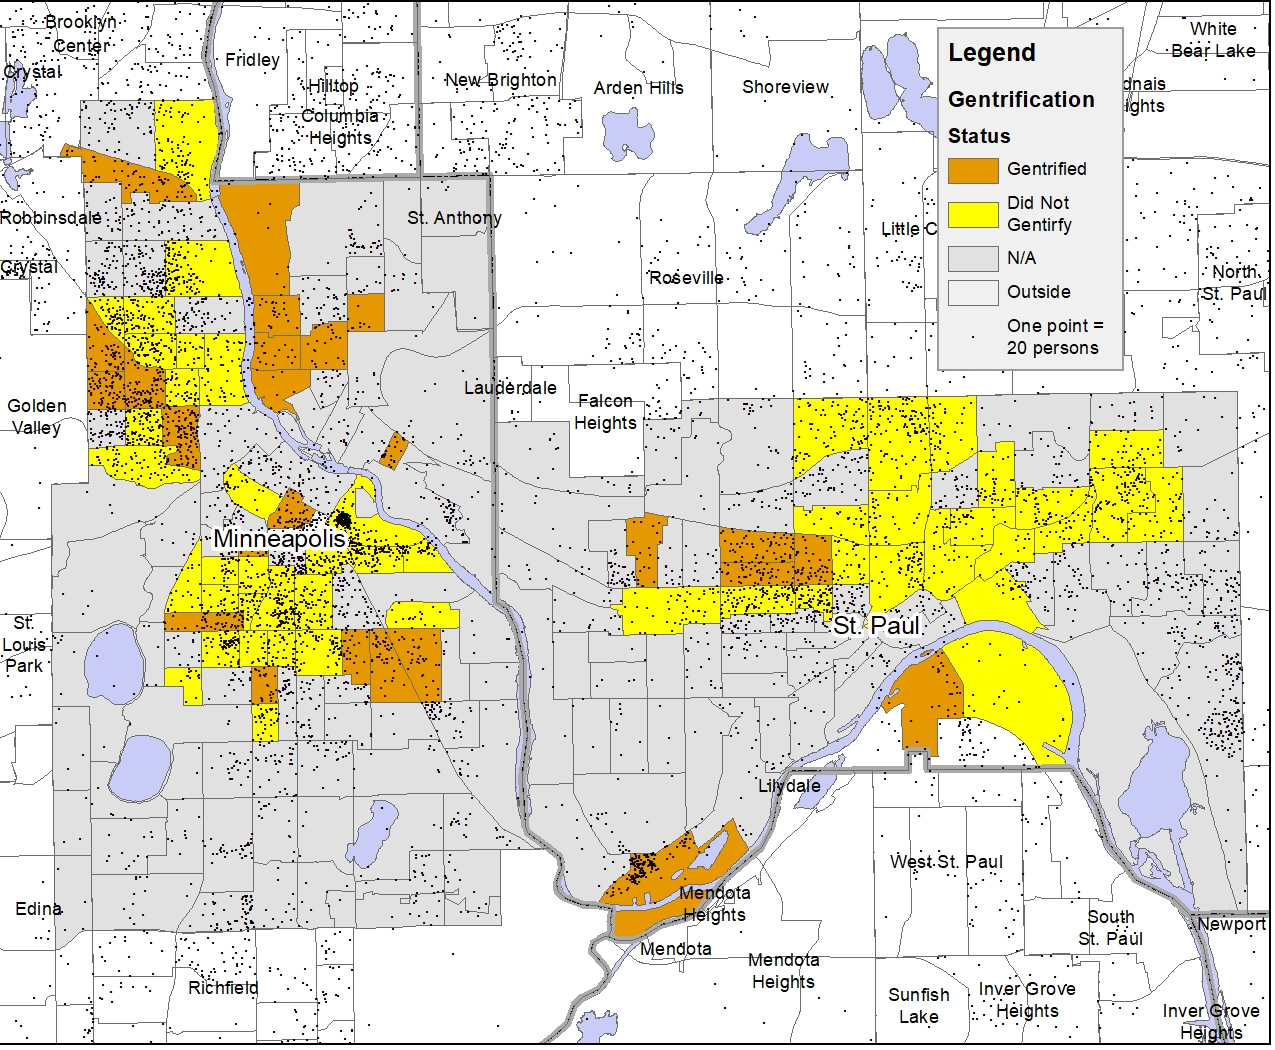 Brooklyn
Center
Crystal
Fridley
Hilltop
Columbia
Heights
New Brighton
Arden Hills
Shoreview
White
Bear Lake
dnais
ights
Legend
Gentrification
Status
Gentrified
Did Not
Gentirfy
N/A
Outside
One point =
20 persons
Robbinsdale
St. Anthony
Little C
Crystal
Roseville
North
St. Paul
Golden
Valley
Lauderdale
Falcon
Heights
Minneapolis
St.
Louis
Park
St. Paul
Lilydale
West St. Paul
Edina
Mendota
Heights
South
St. Paul
Newport
Mendota
Mendota
Heights
Richfield
Sunfish
Lake
Inver Grove
Heights
Inver Grove
Heights